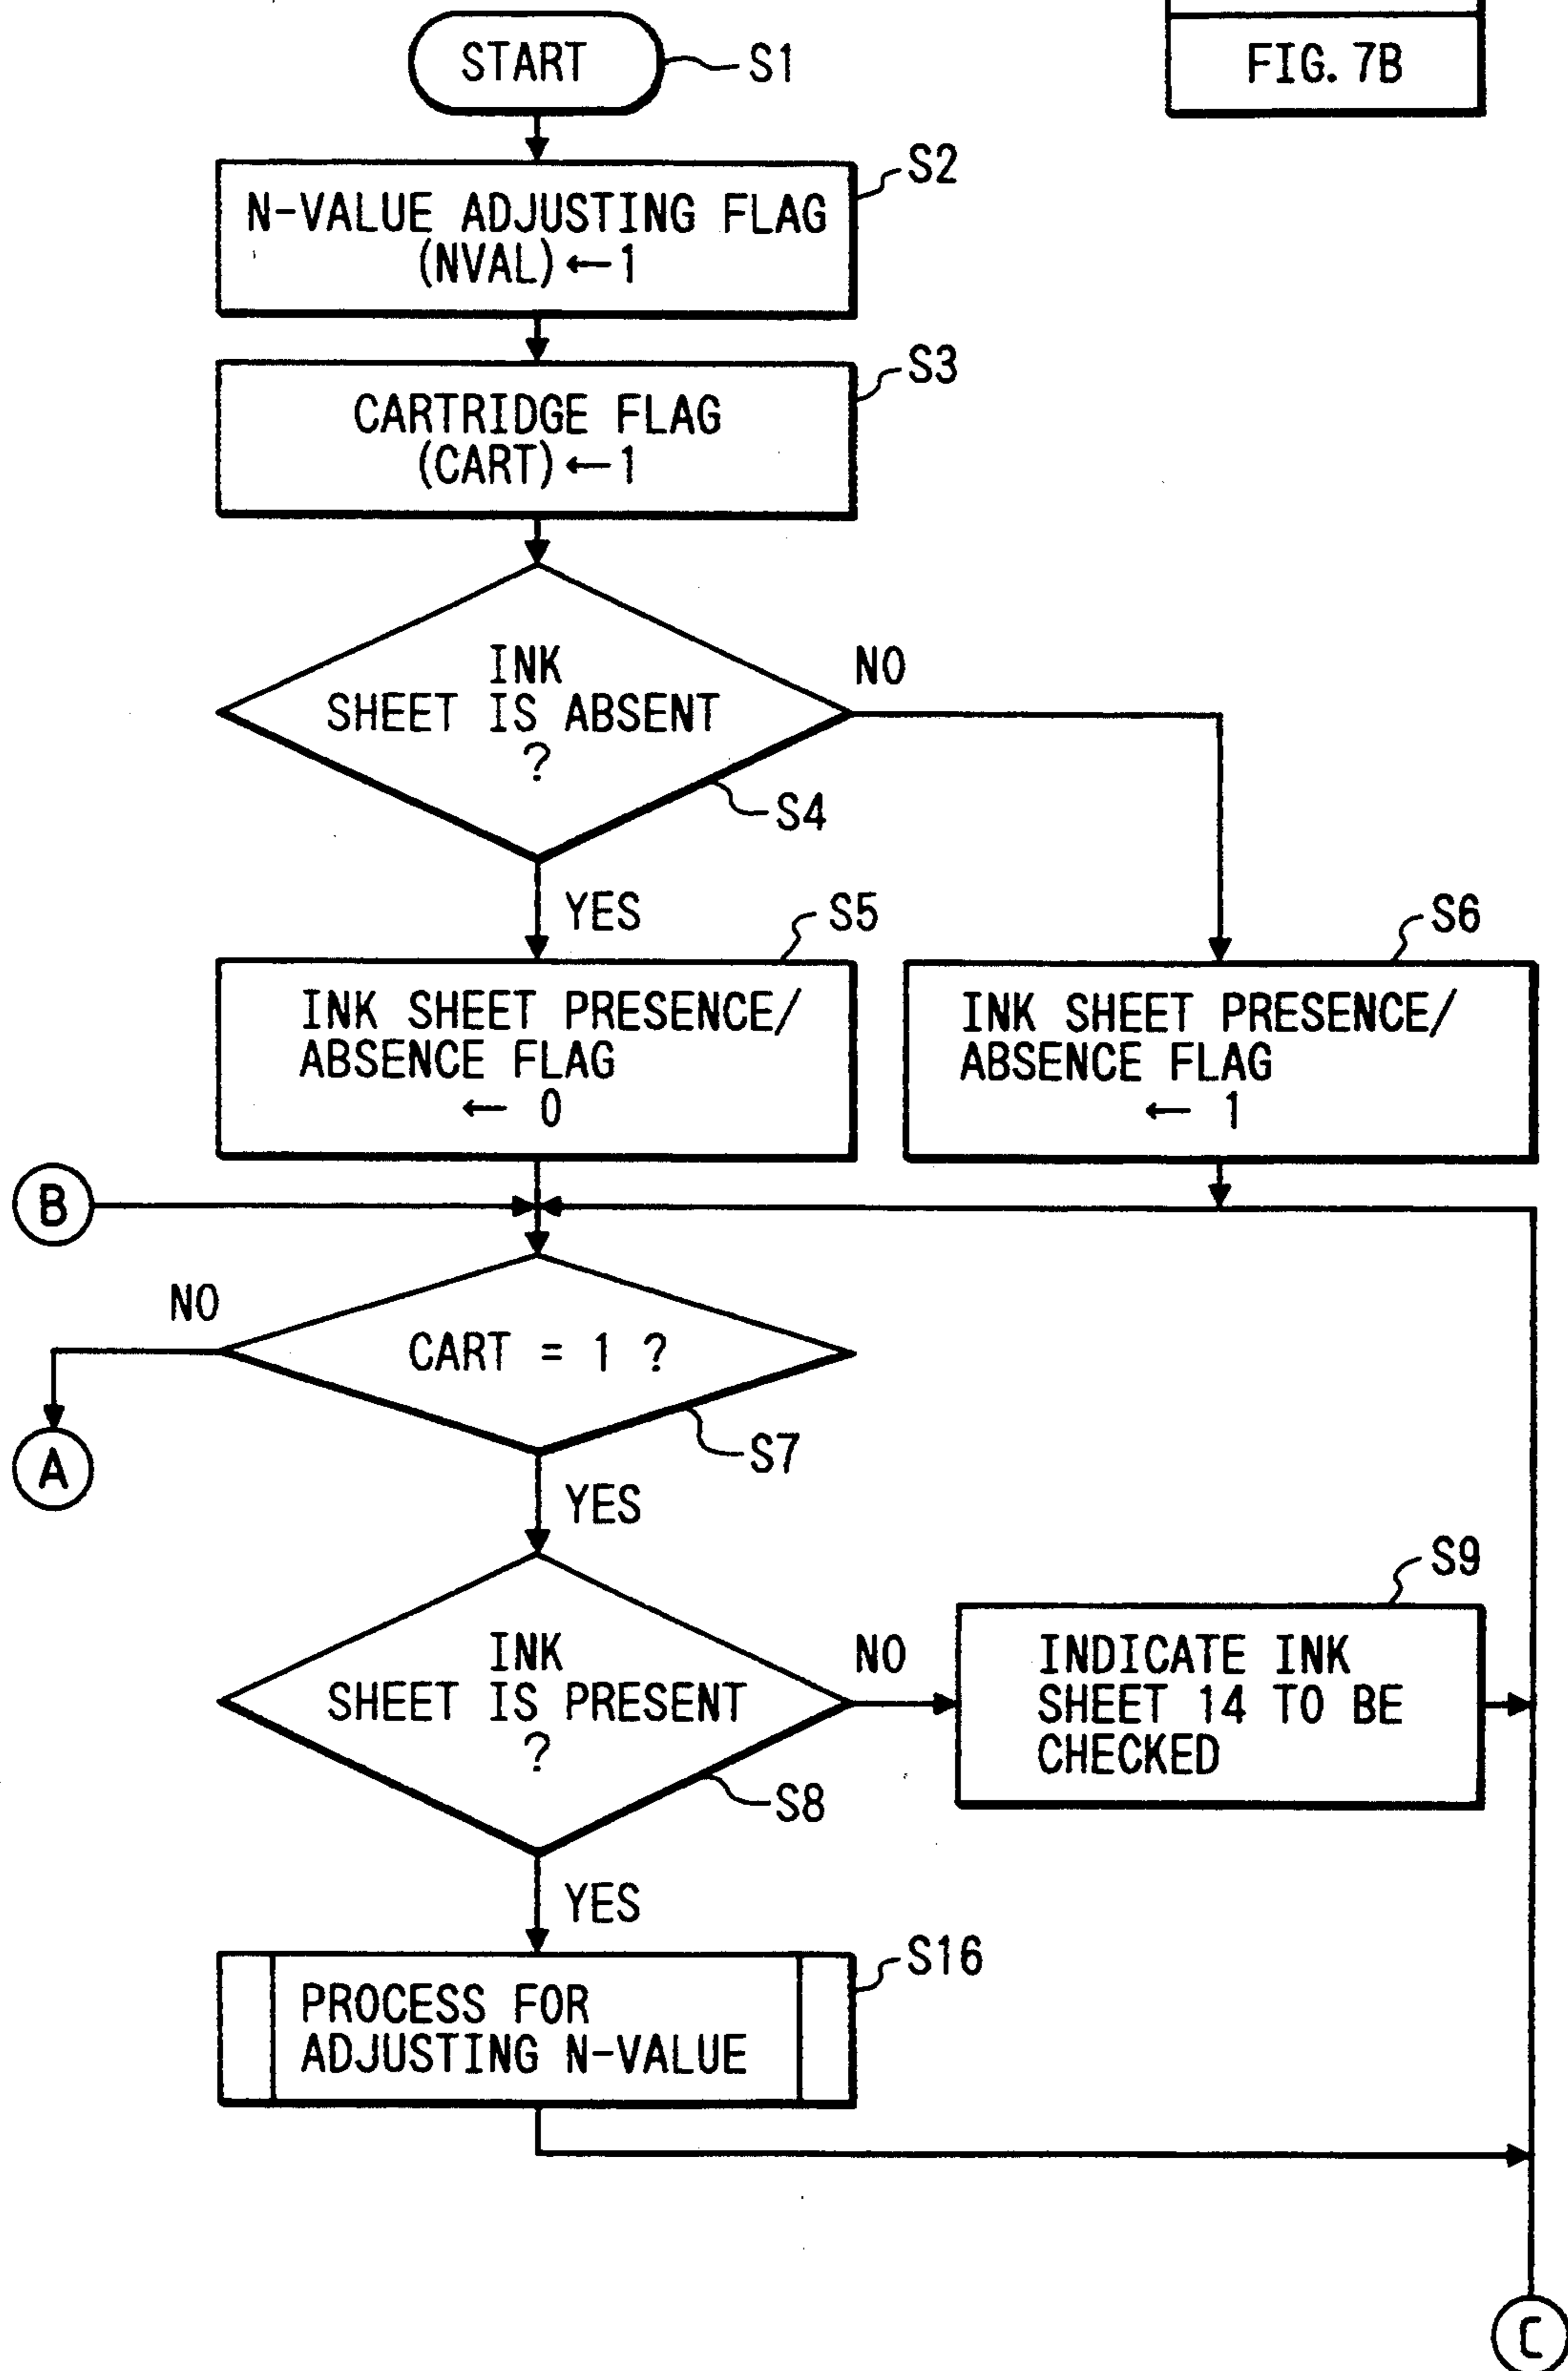 FIG. 7B
START
S1
S2
N-VALUE ADJUSTING FLAG
(NVAL)←1
S3
CARTRIDGE FLAG
(CART)←1
INK
SHEET IS ABSENT
?
NO
S4
YES
S5
S6
INK SHEET PRESENCE/
ABSENCE FLAG
← 0
INK SHEET PRESENCE/
ABSENCE FLAG
← 1
B
NO
CART = 1 ?
A
S7
YES
S9
INK
SHEET IS PRESENT
?
NO
INDICATE INK
SHEET 14 TO BE
CHECKED
S8
YES
S16
PROCESS FOR
ADJUSTING N-VALUE
C